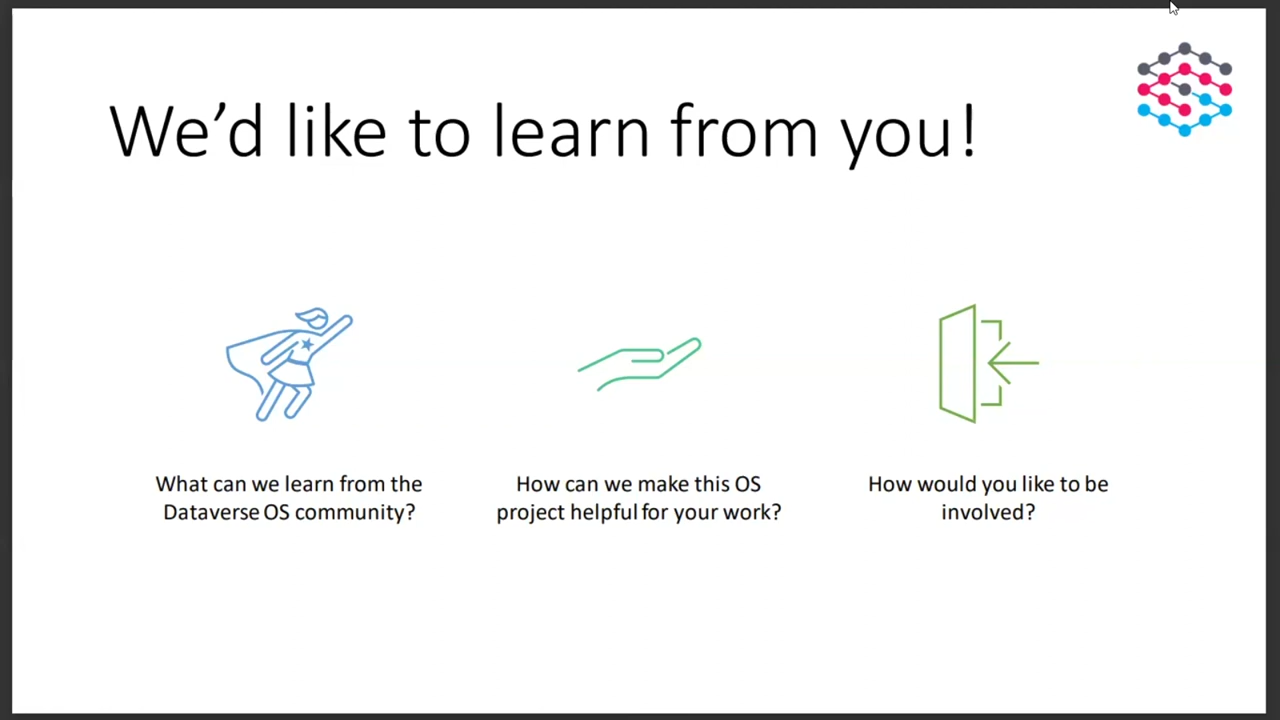 We’d like to learn from you!
What can we learn from the
Dataverse OS community?
How can we make this OS
project helpful for your work?
How would you like to be
involved?